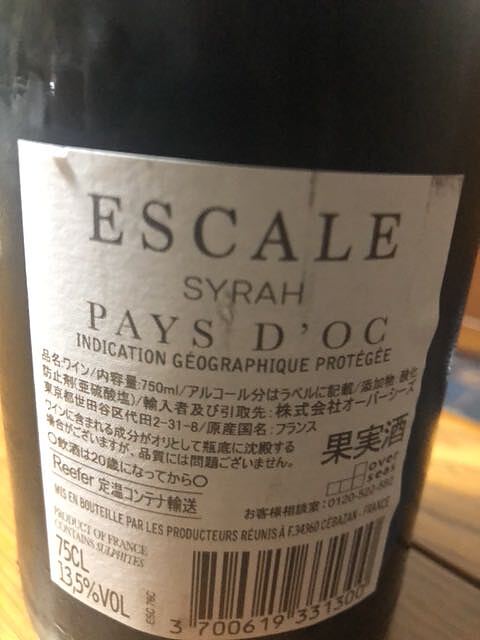 ESCALE
SYRAH
PAYS D'OC
INDICATION GÉOGRAPHIQUE PROTÉGÉE
品名:ワイン/内容量:750ml/アルコール分はラベルに記載/添加物:酸化
防止剤(亜硫酸塩)/輸入者及び引取先:株式会社オーバーシーズ
東京都世田谷区代田2-31-8/原産国名:フランス
ワインに含まれる成分がオリとして瓶底に沈殿する
場合がございますが、品質には問題ございません。
果実酒
〇飲酒は20歳になってから〇
over
seas
Reefer 定温コンテナ輸送
お客様相談室:0120-522-582
MIS EN BOUTEILLE PAR LES PRODUCTEURS RÉUNIS À F.34360 CÉBAZAN - FRANCE
PRODUCT OF FRANCE
CONTAINS SULPHITES
75CL
13,5%VOL
ESC 76C
3 700619 331300